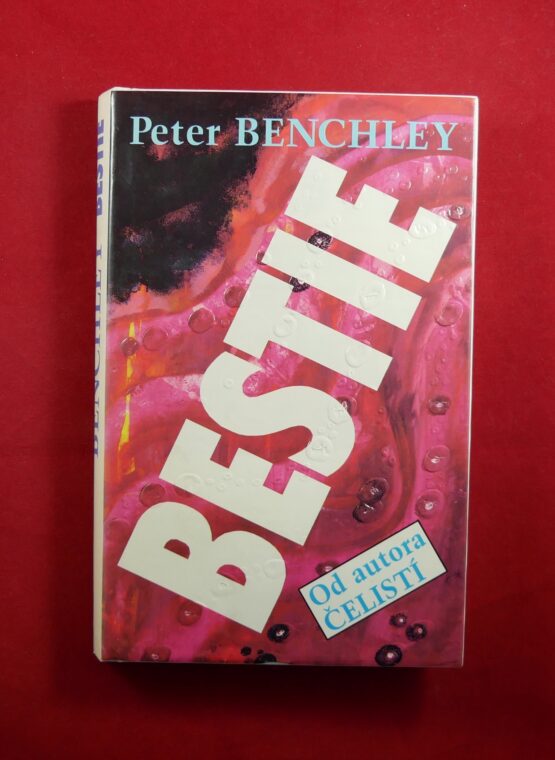 Peter BENCHLEY
BESTIE
Od autora
ČELISTÍ
BENCHLEY BESTIE